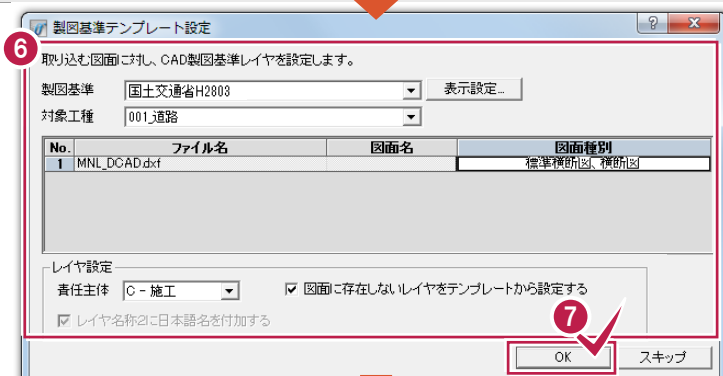 製図基準テンプレート設定
6
取り込む図面に対し、CAD製図基準レイヤを設定します。
製図基準 国土交通省H2803 表示設定...
対象工種 001_道路
No. ファイル名 図面名 図面種別
1 MNL_DCAD.dxf 標準横断図、横断図
レイヤ設定
責任主体 C - 施工 図面に存在しないレイヤをテンプレートから設定する
レイヤ名称2に日本語名を付加する
7
OK スキップ